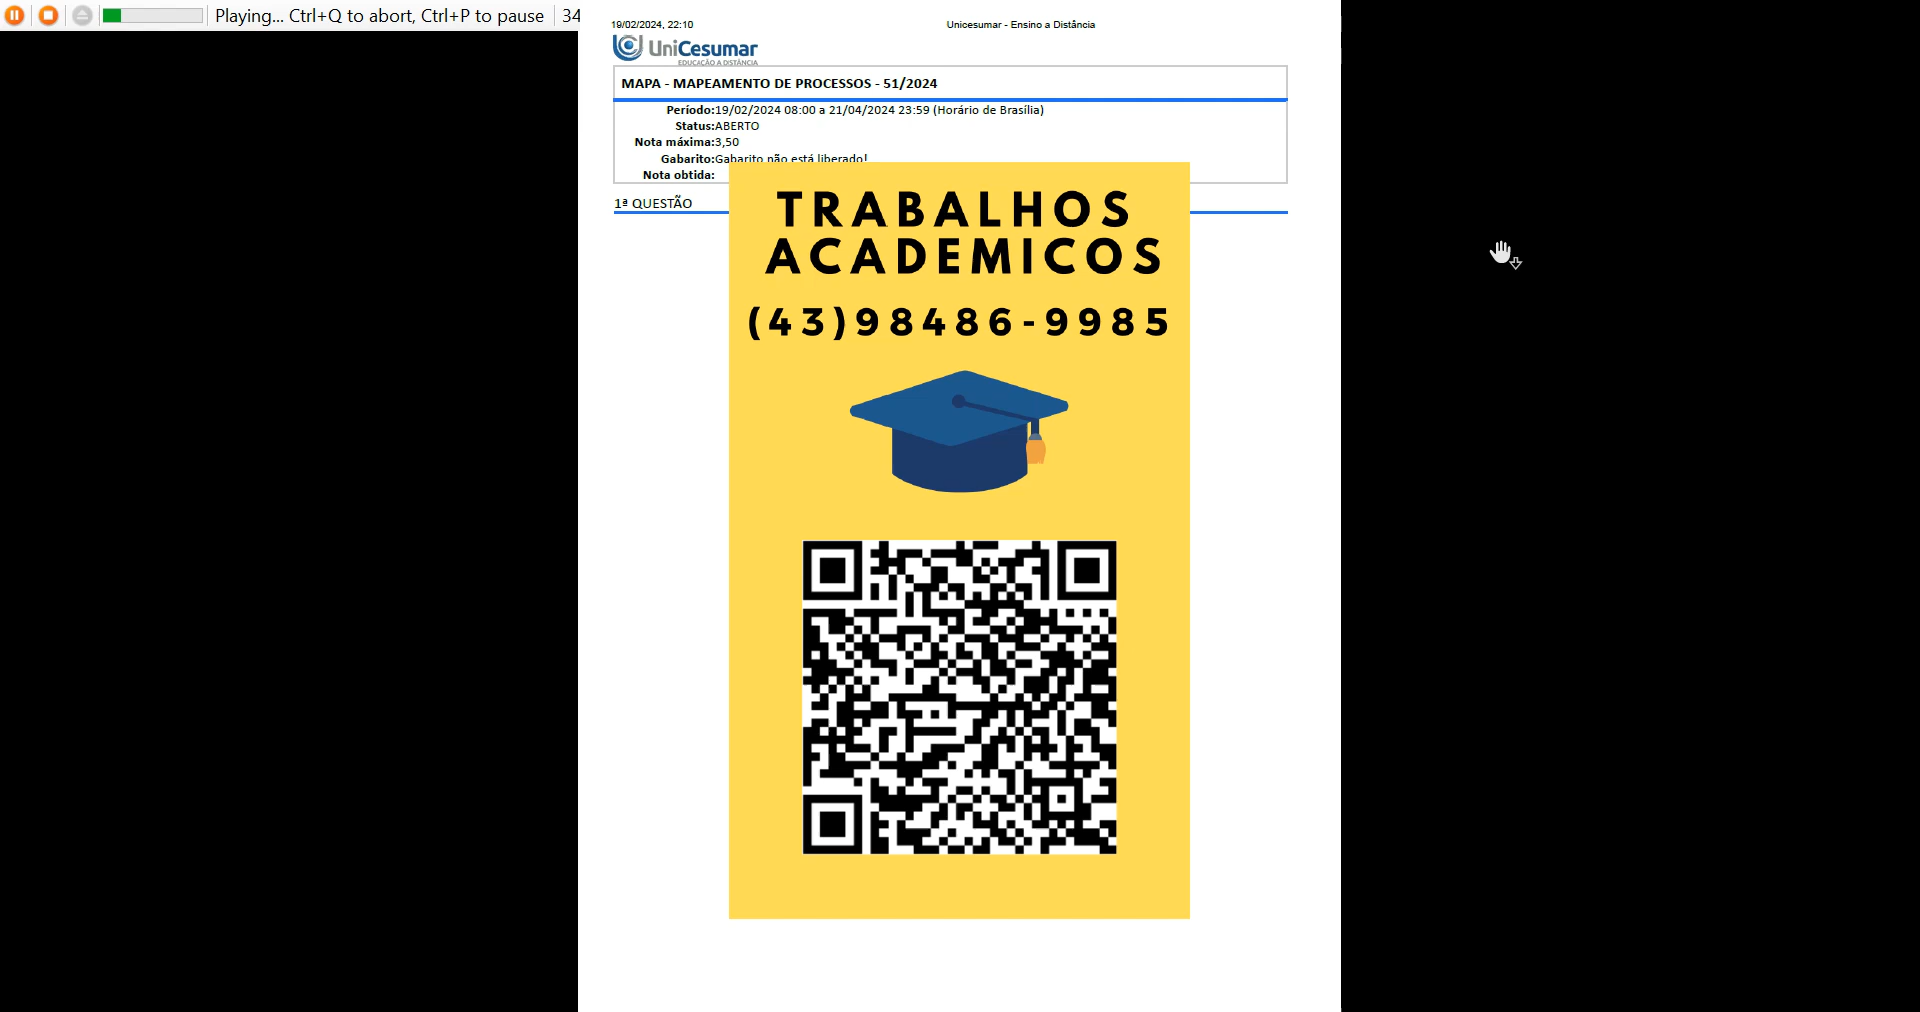 Playing... Ctrl+Q to abort, Ctrl+P to pause
34
19/02/2024, 22:10
Unicesumar - Ensino a Distância
UniCesumar
EDUCAÇÃO A DISTÂNCIA
MAPA - MAPEAMENTO DE PROCESSOS - 51/2024
Período:19/02/2024 08:00 a 21/04/2024 23:59 (Horário de Brasília)
Status:ABERTO
Nota máxima:3,50
Gabarito:Gabarito não está liberado!
Nota obtida:
1ª QUESTÃO
TRABALHOS
ACADEMICOS
(43)98486-9985